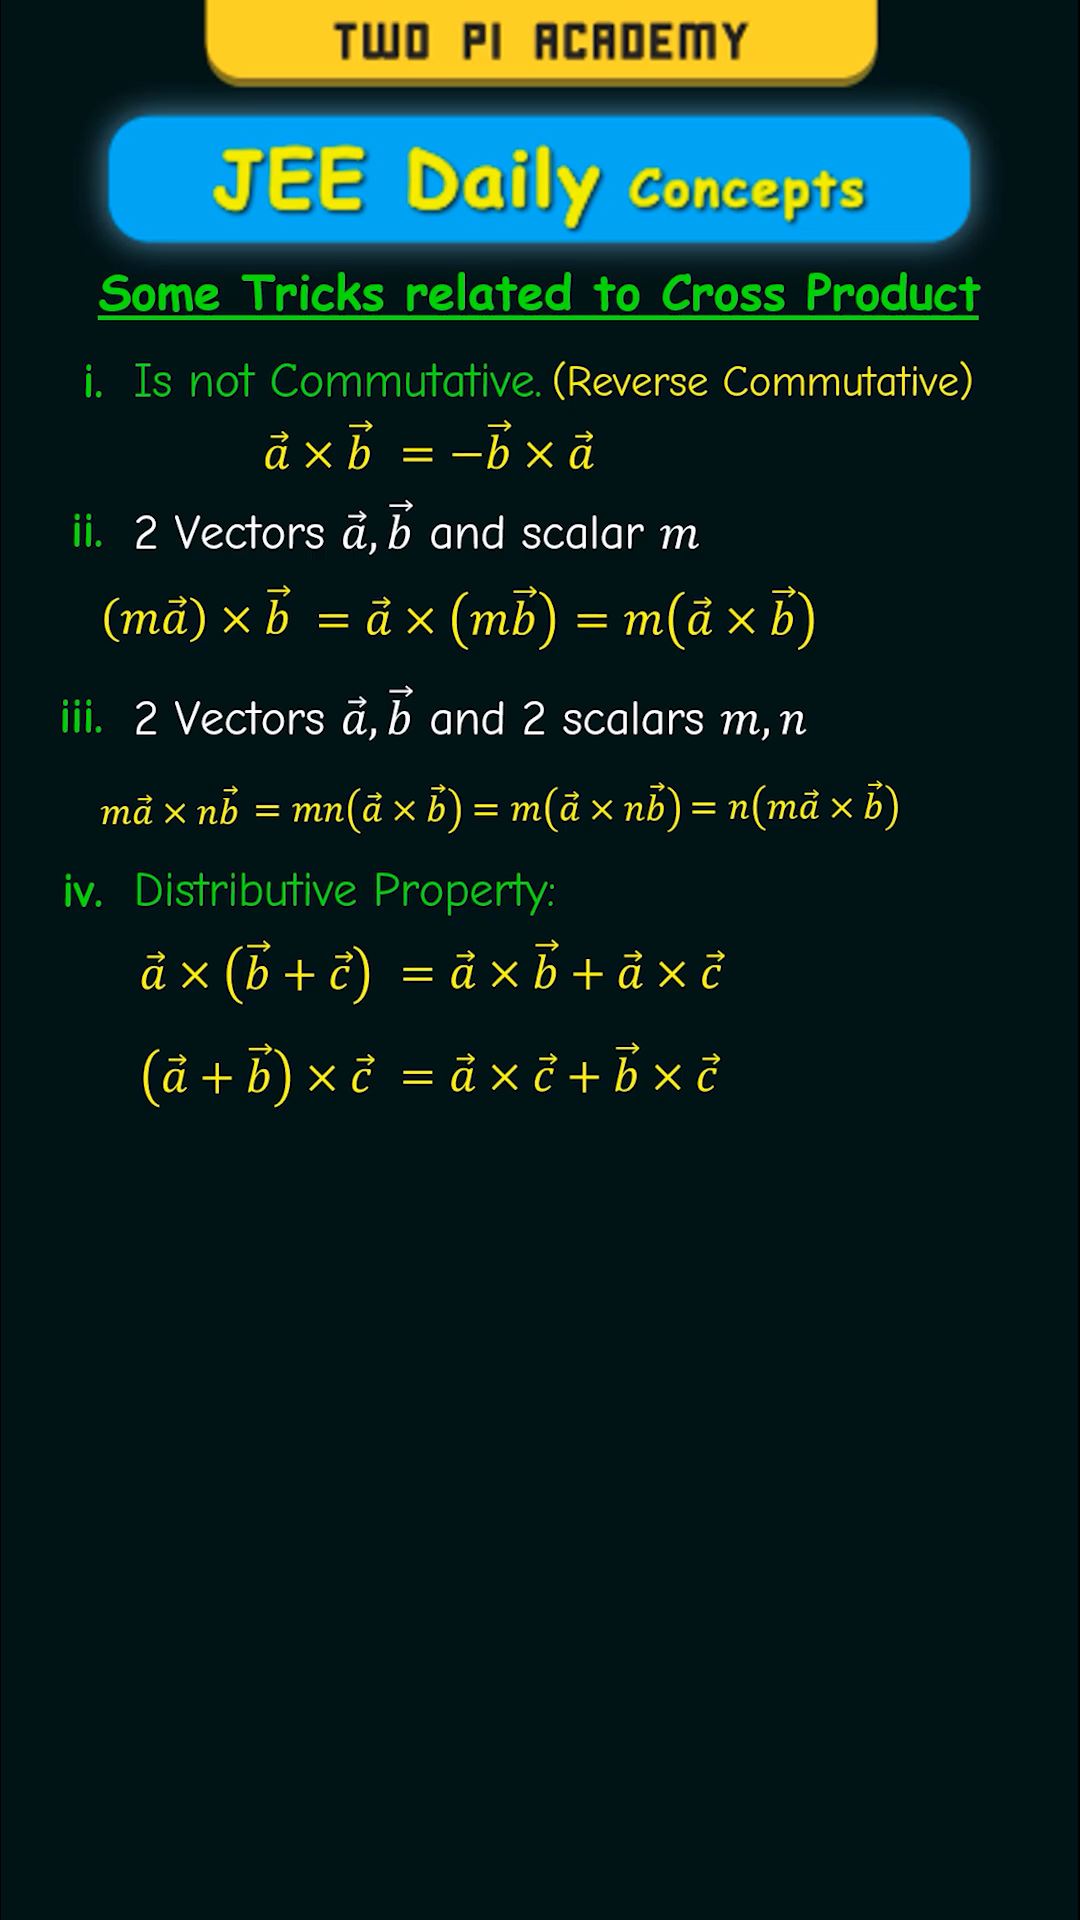 TWO PI ACADEMY
JEE Daily Concepts
Some Tricks related to Cross Product
i. Is not Commutative. (Reverse Commutative)
a⃗ × b⃗ = −b⃗ × a⃗
ii. 2 Vectors a⃗, b⃗ and scalar m
(ma⃗) × b⃗ = a⃗ × (mb⃗) = m(a⃗ × b⃗)
iii. 2 Vectors a⃗, b⃗ and 2 scalars m, n
ma⃗ × nb⃗ = mn(a⃗ × b⃗) = m(a⃗ × nb⃗) = n(ma⃗ × b⃗)
iv. Distributive Property:
a⃗ × (b⃗ + c⃗) = a⃗ × b⃗ + a⃗ × c⃗
(a⃗ + b⃗) × c⃗ = a⃗ × c⃗ + b⃗ × c⃗